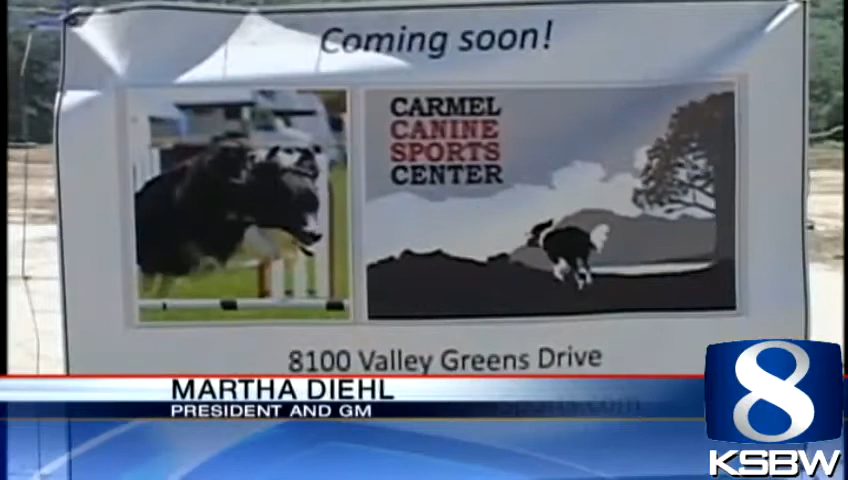 Coming soon!
CARMEL
CANINE
SPORTS
CENTER
8100 Valley Greens Drive
MARTHA DIEHL
PRESIDENT AND GM
8
KSBW